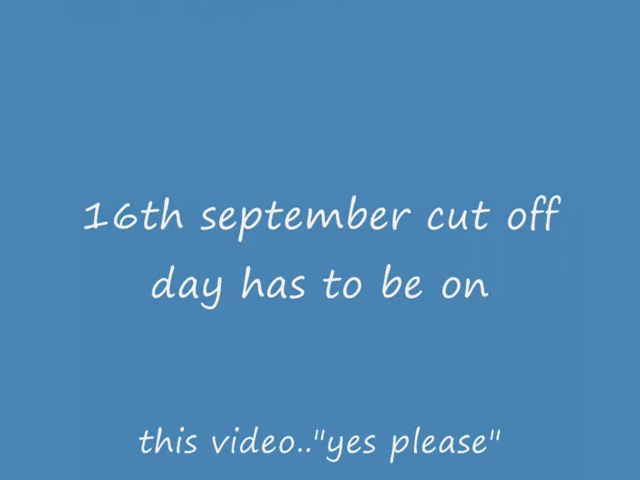 16th september cut off
day has to be on
this video.."yes please"